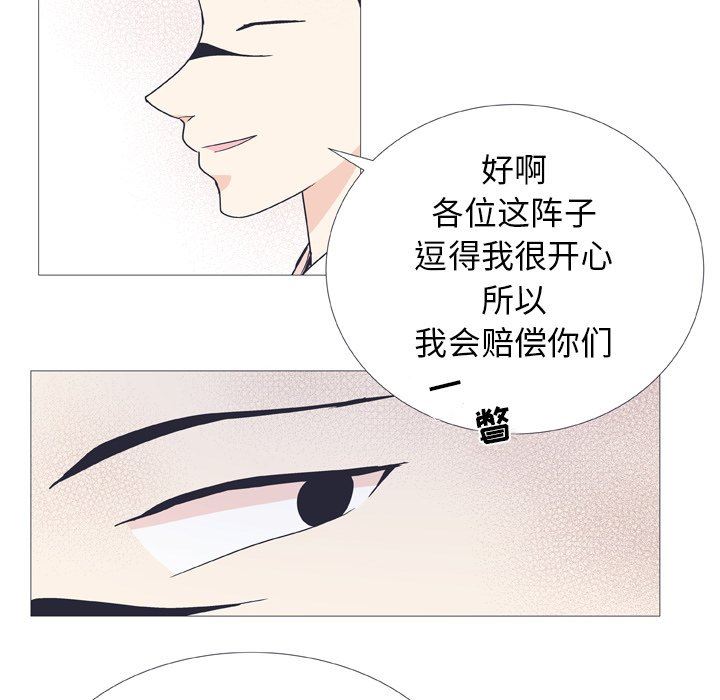 好啊
各位这阵子
逗得我很开心
所以
我会赔偿你们
一瞥